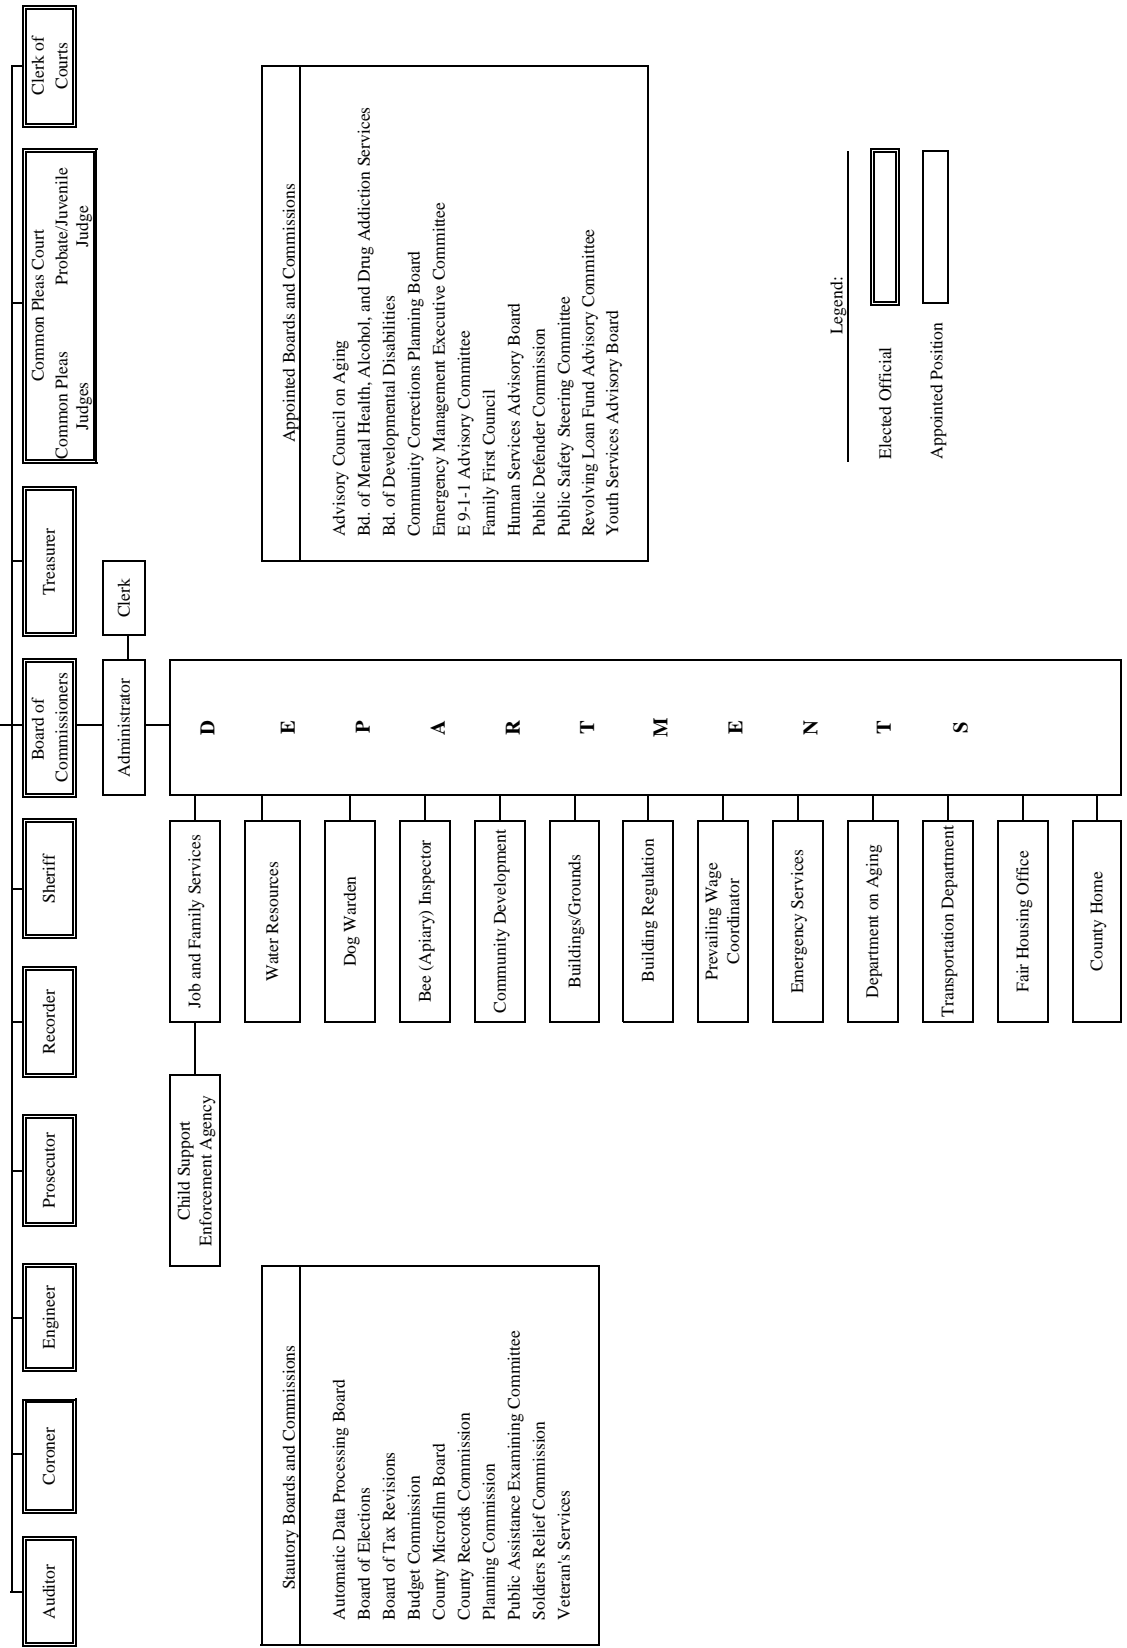 Auditor
Coroner
Engineer
Prosecutor
Recorder
Sheriff
Board of
Commissioners
Treasurer
Common Pleas Court
Common Pleas
Judges
Probate/Juvenile
Judge
Clerk of
Courts
Administrator
Clerk
Child Support
Enforcement Agency
Job and Family Services
Water Resources
Dog Warden
Bee (Apiary) Inspector
Community Development
Buildings/Grounds
Building Regulation
Prevailing Wage
Coordinator
Emergency Services
Department on Aging
Transportation Department
Fair Housing Office
County Home
D
E
P
A
R
T
M
E
N
T
S
Stautory Boards and Commissions
Automatic Data Processing Board
Board of Elections
Board of Tax Revisions
Budget Commission
County Microfilm Board
County Records Commission
Planning Commission
Public Assistance Examining Committee
Soldiers Relief Commission
Veteran's Services
Appointed Boards and Commissions
Advisory Council on Aging
Bd. of Mental Health, Alcohol, and Drug Addiction Services
Bd. of Developmental Disabilities
Community Corrections Planning Board
Emergency Management Executive Committee
E 9-1-1 Advisory Committee
Family First Council
Human Services Advisory Board
Public Defender Commission
Public Safety Steering Committee
Revolving Loan Fund Advisory Committee
Youth Services Advisory Board
Legend:
Elected Official
Appointed Position